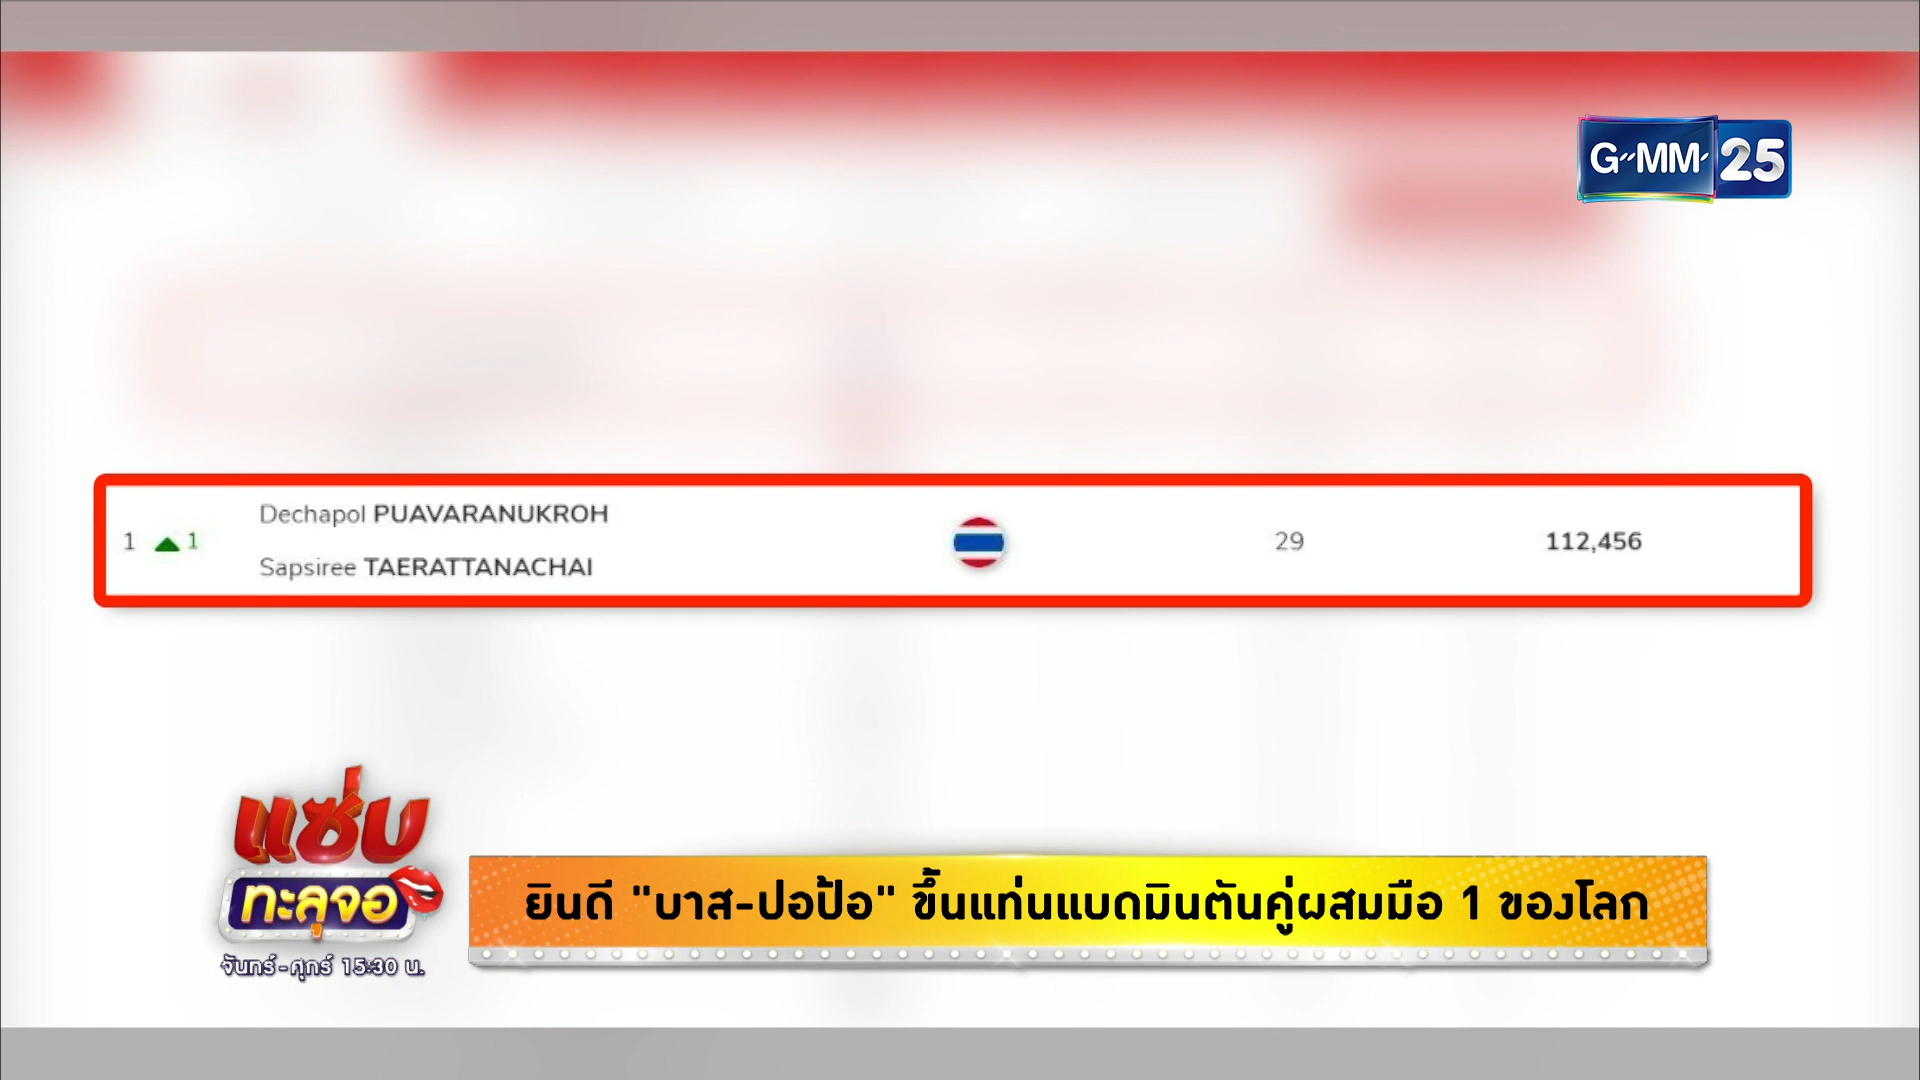 G"MM' 25
1 ▲ 1 Dechapol PUAVARANUKROH 29 112,456
Sapsiree TAERATTANACHAI
แซ่บ
ทะลุจอ
จันทร์-ศุกร์ 15:30 น.
ยินดี "บาส-ปอป้อ" ขึ้นแท่นแบดมินตันคู่ผสมมือ 1 ของโลก